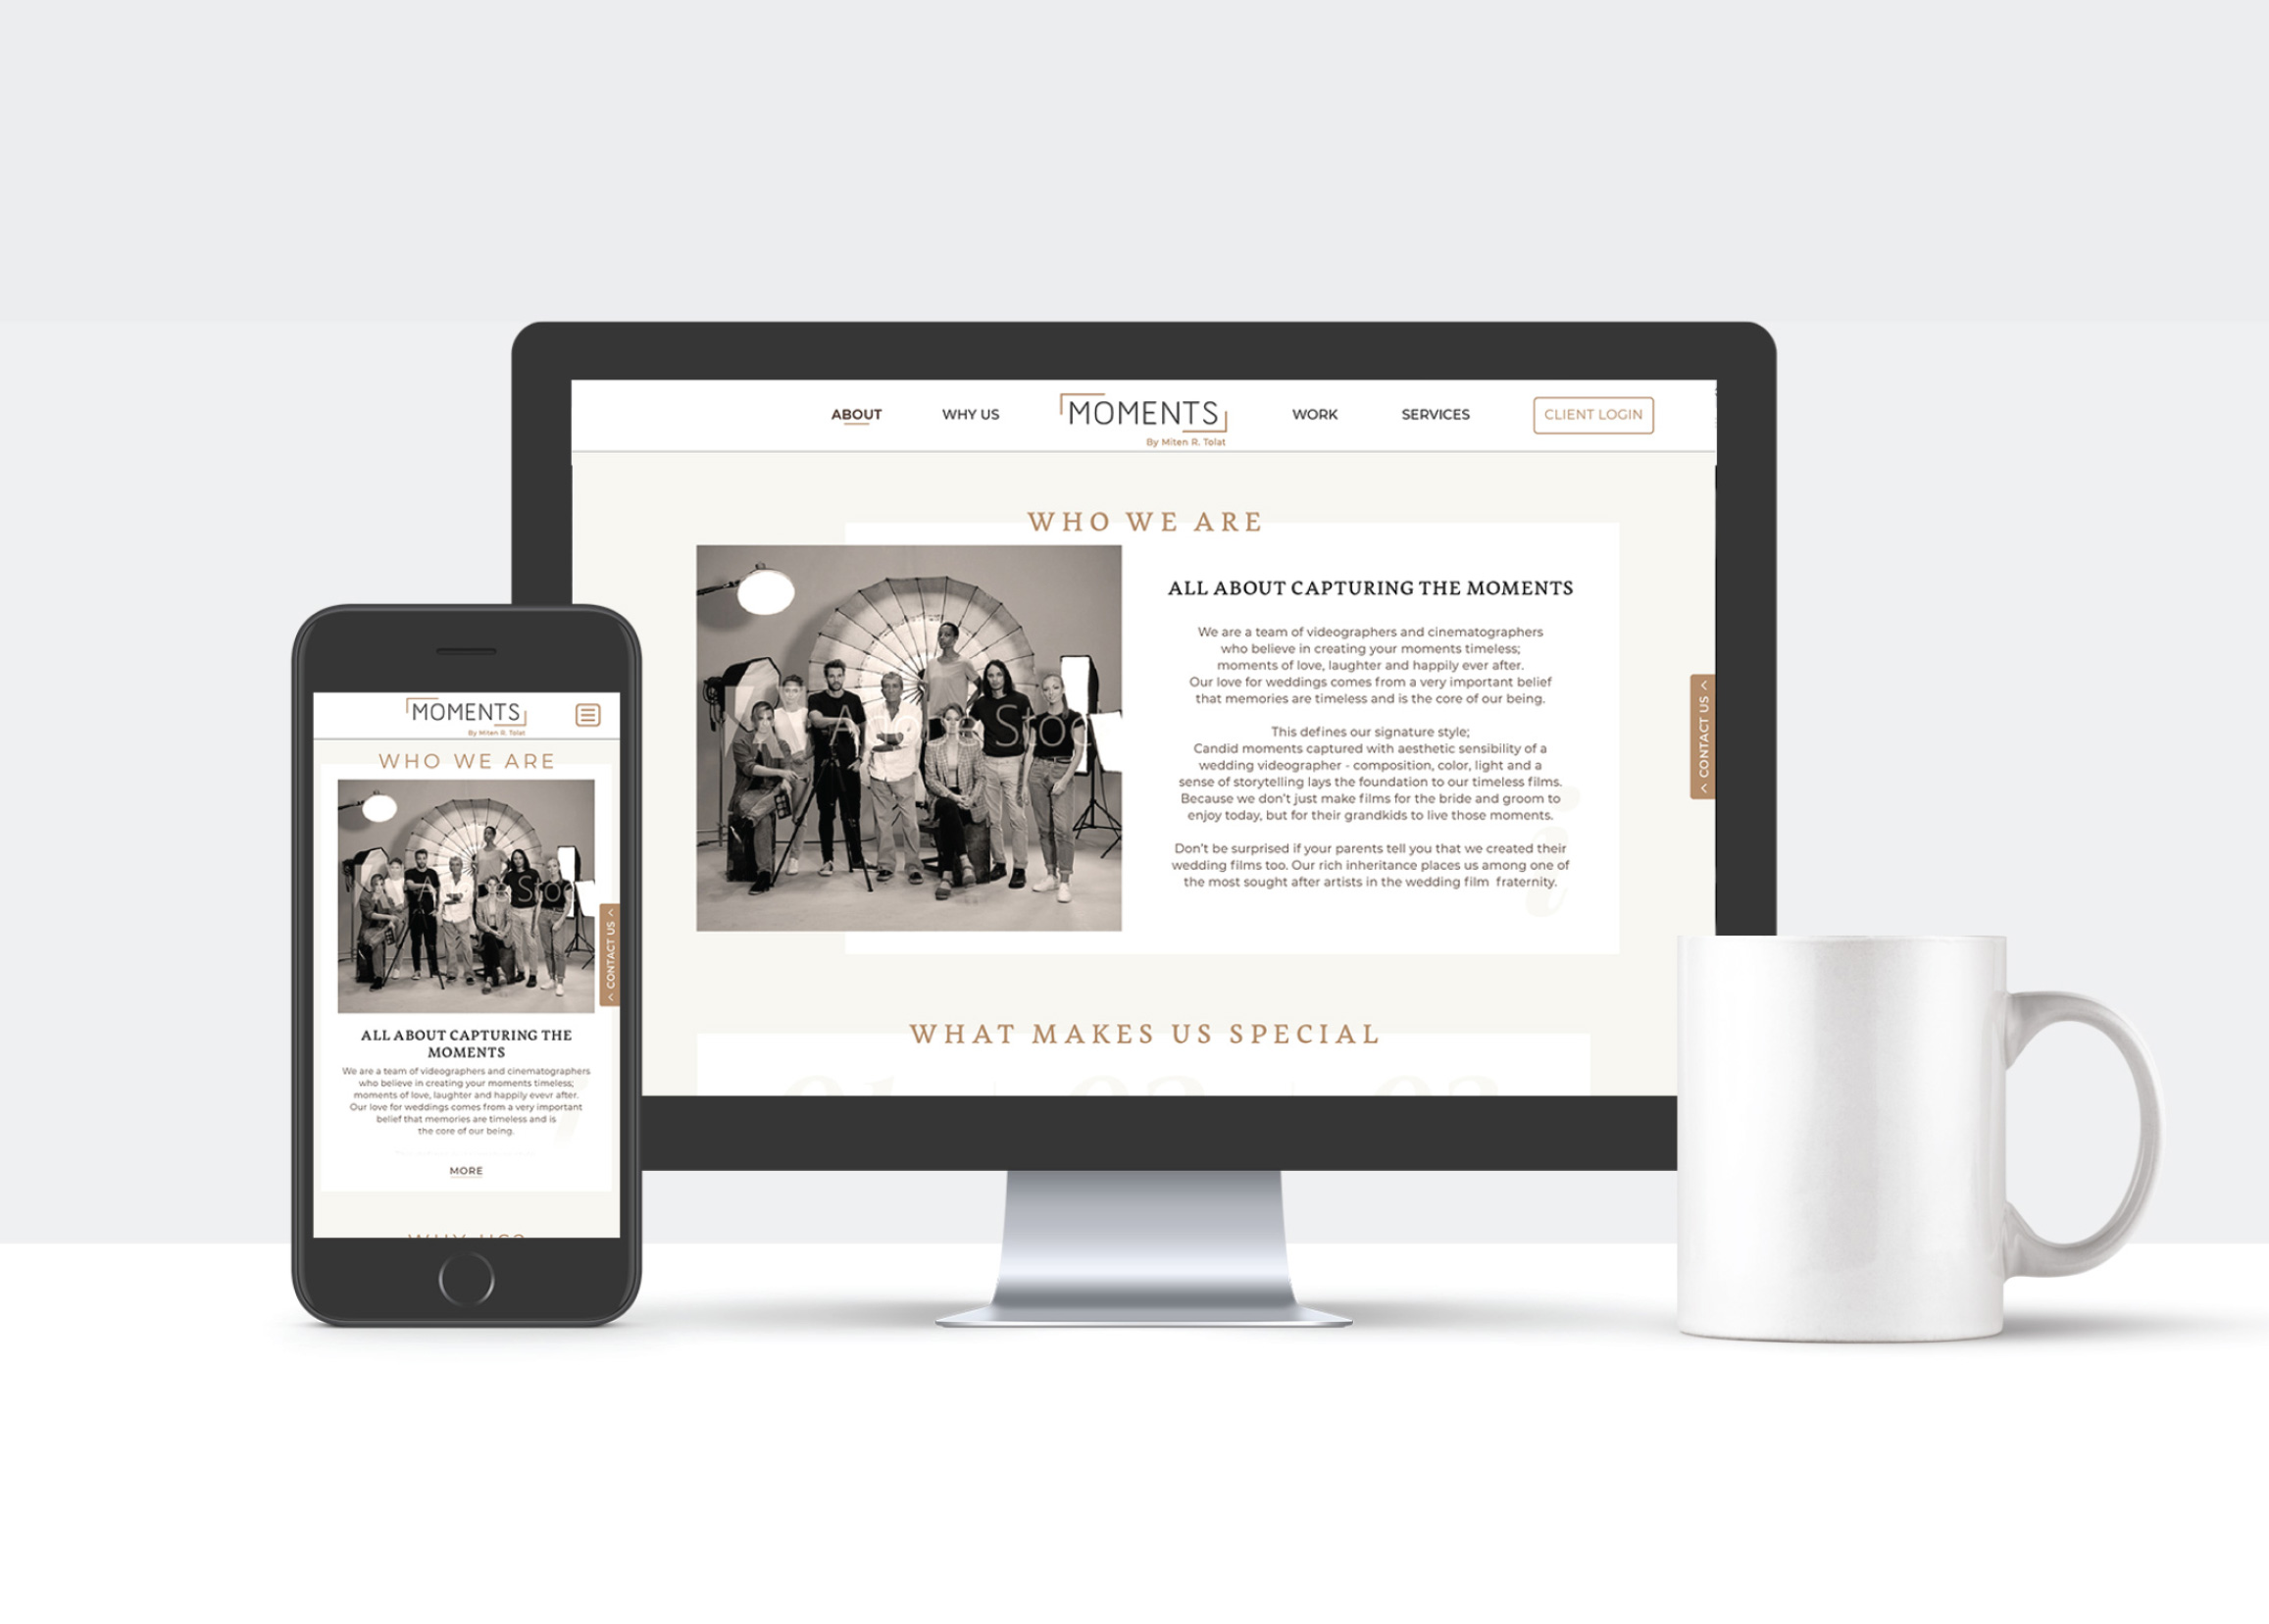 ABOUT
WHY US
MOMENTS
By Miten R. Tolat
WORK
SERVICES
CLIENT LOGIN
WHO WE ARE
Adobe Stock
ALL ABOUT CAPTURING THE MOMENTS
We are a team of videographers and cinematographers
who believe in creating your moments timeless;
moments of love, laughter and happily ever after.
Our love for weddings comes from a very important belief
that memories are timeless and is the core of our being.
This defines our signature style;
Candid moments captured with aesthetic sensibility of a
wedding videographer - composition, color, light and a
sense of storytelling lays the foundation to our timeless films.
Because we don't just make films for the bride and groom to
enjoy today, but for their grandkids to live those moments.
Don't be surprised if your parents tell you that we created their
wedding films too. Our rich inheritance places us among one of
the most sought after artists in the wedding film fraternity.
i
< CONTACT US <
WHAT MAKES US SPECIAL
01
02
03
MOMENTS
By Miten R. Tolat
WHO WE ARE
Adobe Stock
< CONTACT US <
ALL ABOUT CAPTURING THE
MOMENTS
We are a team of videographers and cinematographers
who believe in creating your moments timeless;
moments of love, laughter and happily evevr after.
Our love for weddings comes from a very important
belief that memories are timeless and is
the core of our being.
MORE
WHY US?